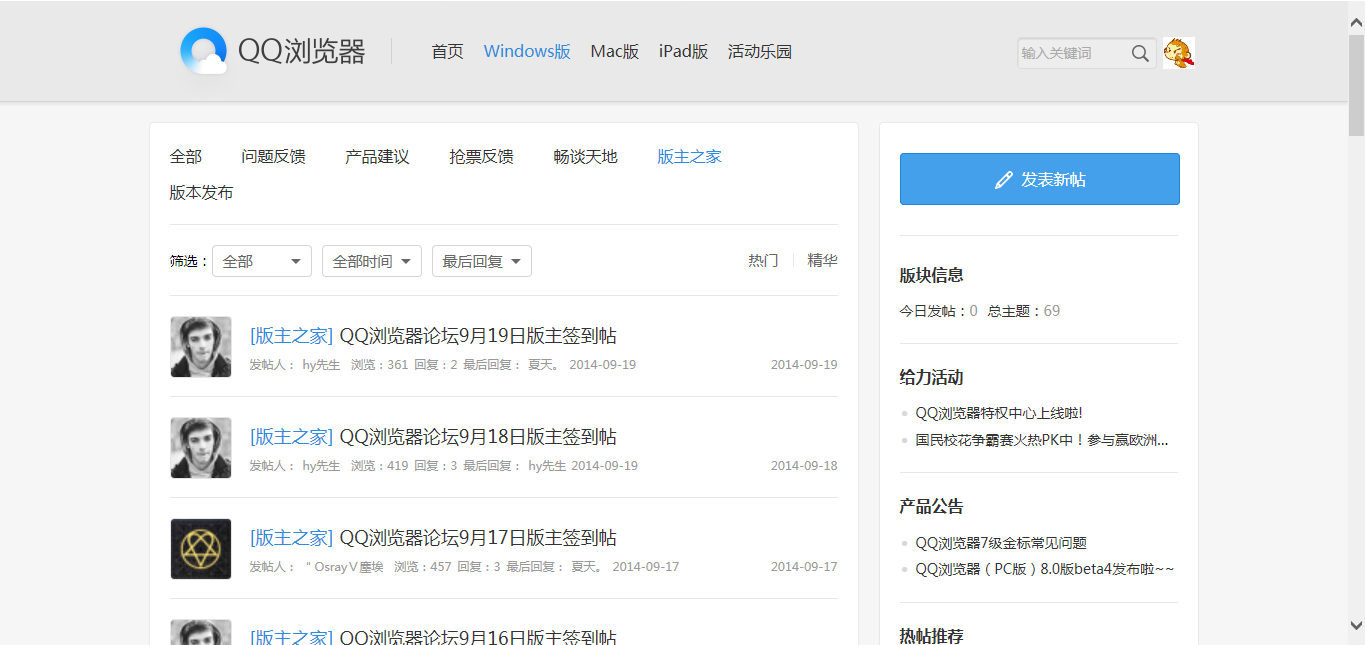 QQ浏览器 首页 Windows版 Mac版 iPad版 活动乐园 输入关键词
全部 问题反馈 产品建议 抢票反馈 畅谈天地 版主之家
版本发布
筛选： 全部 全部时间 最后回复 热门 精华
[版主之家] QQ浏览器论坛9月19日版主签到帖
发帖人： hy先生 浏览：361 回复：2 最后回复： 夏天。 2014-09-19 2014-09-19
[版主之家] QQ浏览器论坛9月18日版主签到帖
发帖人： hy先生 浏览：419 回复：3 最后回复： hy先生 2014-09-19 2014-09-18
[版主之家] QQ浏览器论坛9月17日版主签到帖
发帖人： " OsrayＶ塵埃 浏览：457 回复：3 最后回复： 夏天。 2014-09-17 2014-09-17
[版主之家] QQ浏览器论坛9月16日版主签到帖
发表新帖
版块信息
今日发帖：0 总主题：69
给力活动
QQ浏览器特权中心上线啦!
国民校花争霸赛火热PK中！参与赢欧洲...
产品公告
QQ浏览器7级金标常见问题
QQ浏览器（PC版）8.0版beta4发布啦~~
热帖推荐